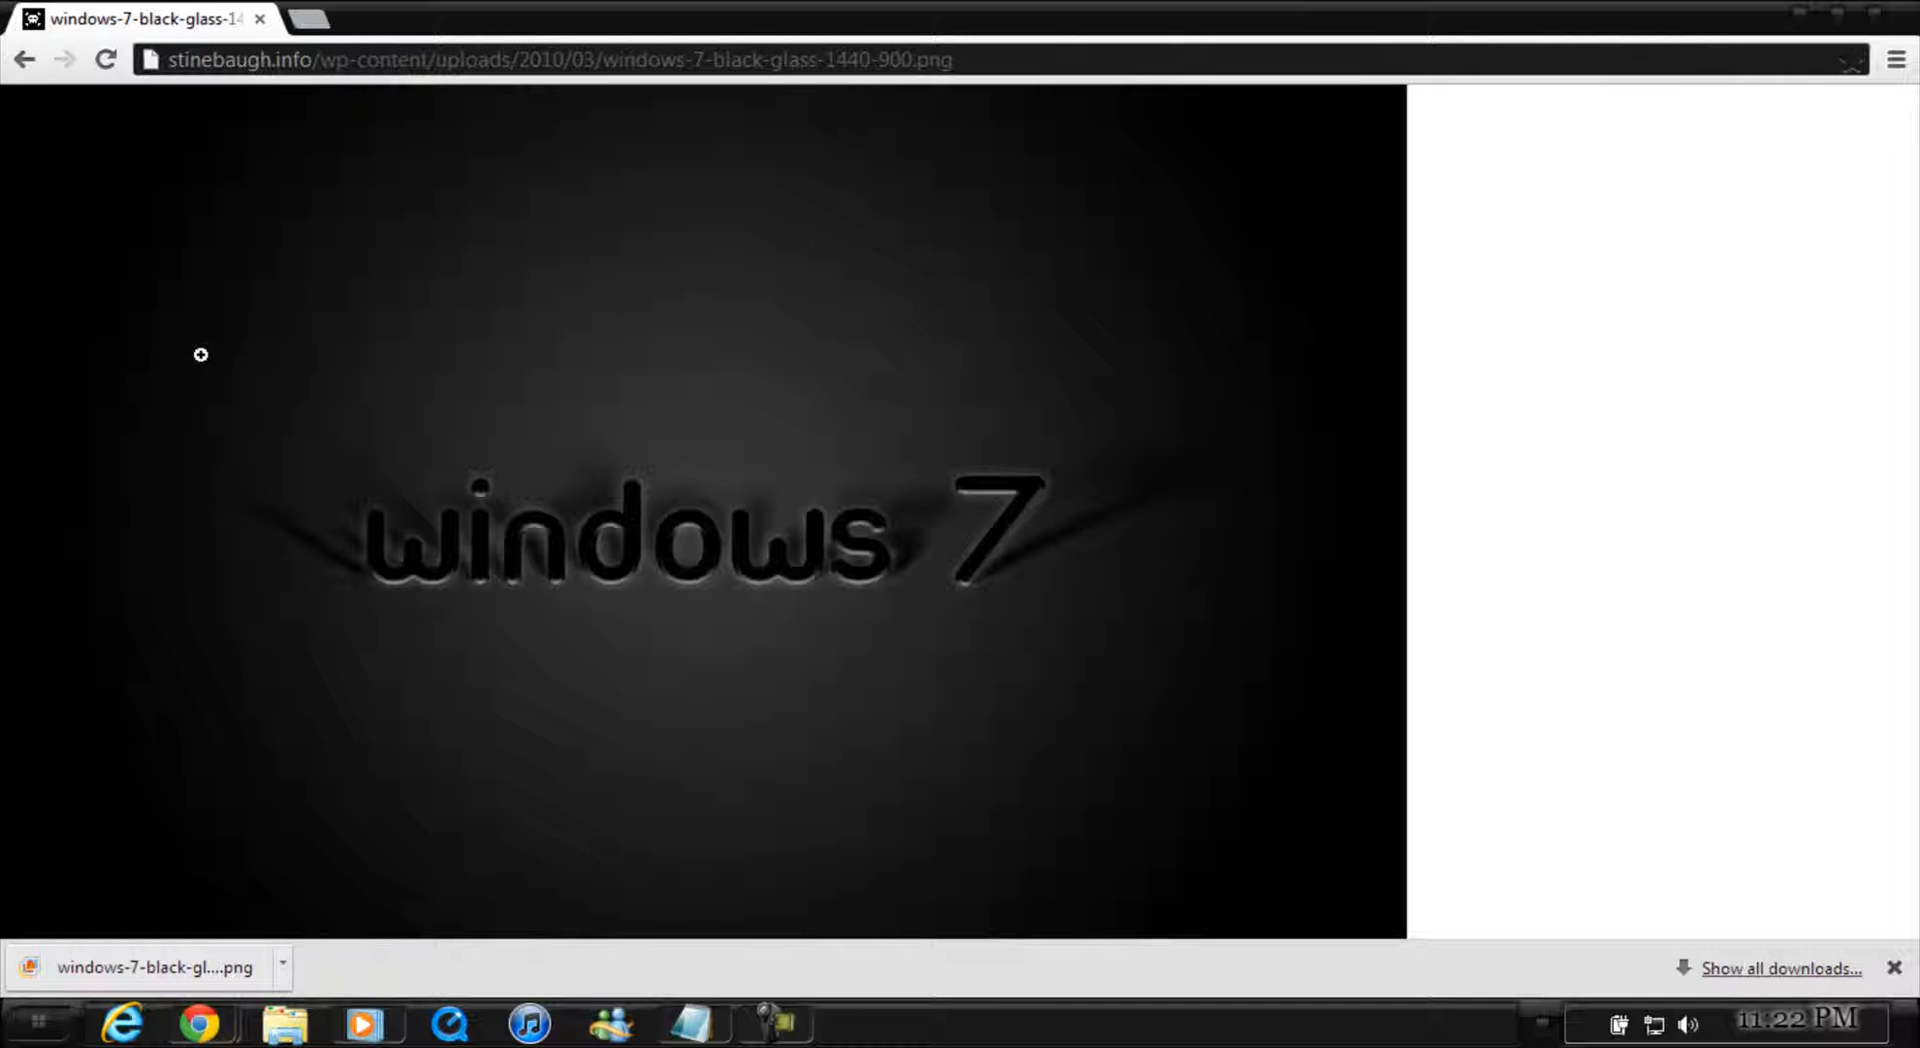 windows-7-black-glass-14
stinebaugh.info/wp-content/uploads/2010/03/windows-7-black-glass-1440-900.png
windows 7
windows-7-black-gl....png
Show all downloads...
11:22 PM